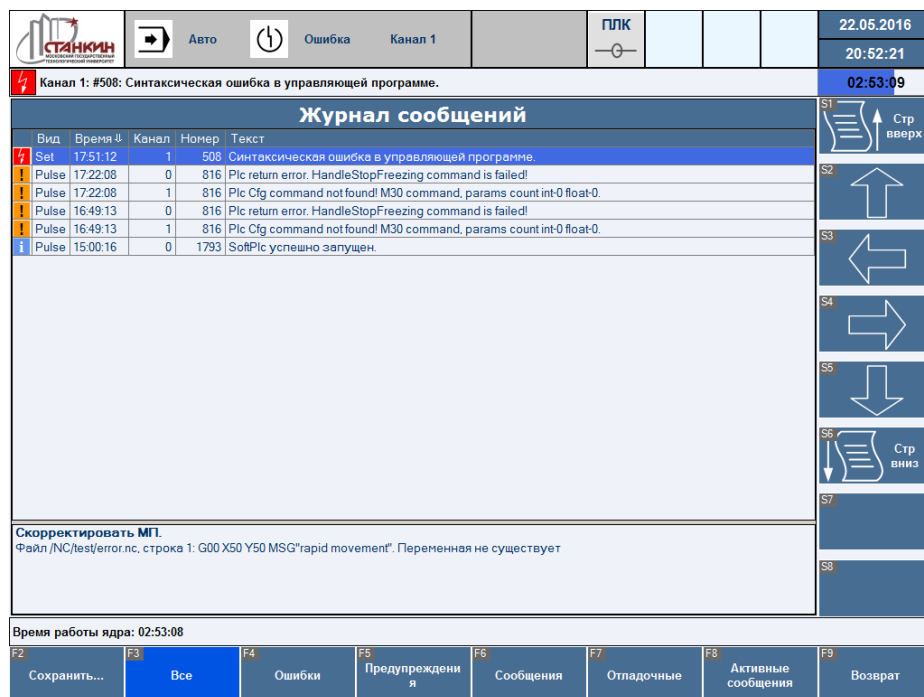 СТАНКИН
МОСКОВСКИЙ ГОСУДАРСТВЕННЫЙ
ТЕХНОЛОГИЧЕСКИЙ УНИВЕРСИТЕТ
Авто
Ошибка
Канал 1
ПЛК
22.05.2016
20:52:21
Канал 1: #508: Синтаксическая ошибка в управляющей программе.
02:53:09
Журнал сообщений
Вид Время Канал Номер Текст
Set 17:51:12 1 508 Синтаксическая ошибка в управляющей программе.
! Pulse 17:22:08 0 816 Plc return error. HandleStopFreezing command is failed!
! Pulse 17:22:08 1 816 Plc Cfg command not found! M30 command, params count int-0 float-0.
! Pulse 16:49:13 0 816 Plc return error. HandleStopFreezing command is failed!
! Pulse 16:49:13 1 816 Plc Cfg command not found! M30 command, params count int-0 float-0.
i Pulse 15:00:16 0 1793 SoftPlc успешно запущен.
S1
Стр
вверх
S2
S3
S4
S5
S6
Стр
вниз
S7
S8
Скорректировать МП.
Файл /NC/test/error.nc, строка 1: G00 X50 Y50 MSG"rapid movement". Переменная не существует
Время работы ядра: 02:53:08
F2
Сохранить...
F3
Все
F4
Ошибки
F5
Предупреждени
я
F6
Сообщения
F7
Отладочные
F8
Активные
сообщения
F9
Возврат